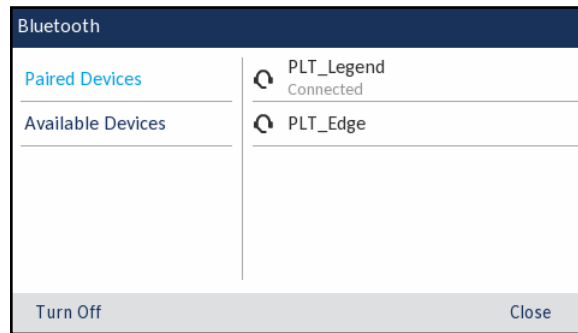 Bluetooth
Paired Devices
Available Devices
PLT_Legend
Connected
PLT_Edge
Turn Off
Close